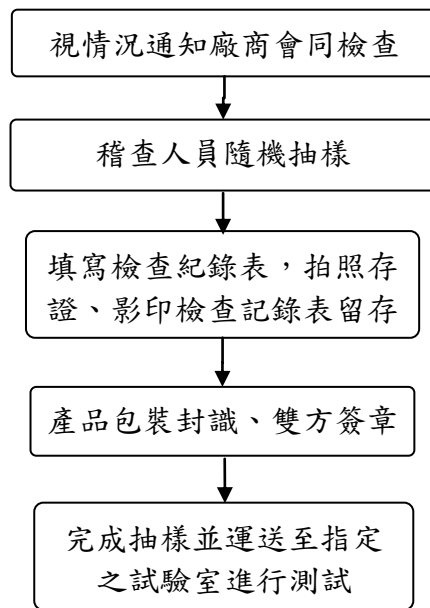 視情況通知廠商會同檢查
稽查人員隨機抽樣
填寫檢查紀錄表，拍照存
證、影印檢查記錄表留存
產品包裝封識、雙方簽章
完成抽樣並運送至指定
之試驗室進行測試